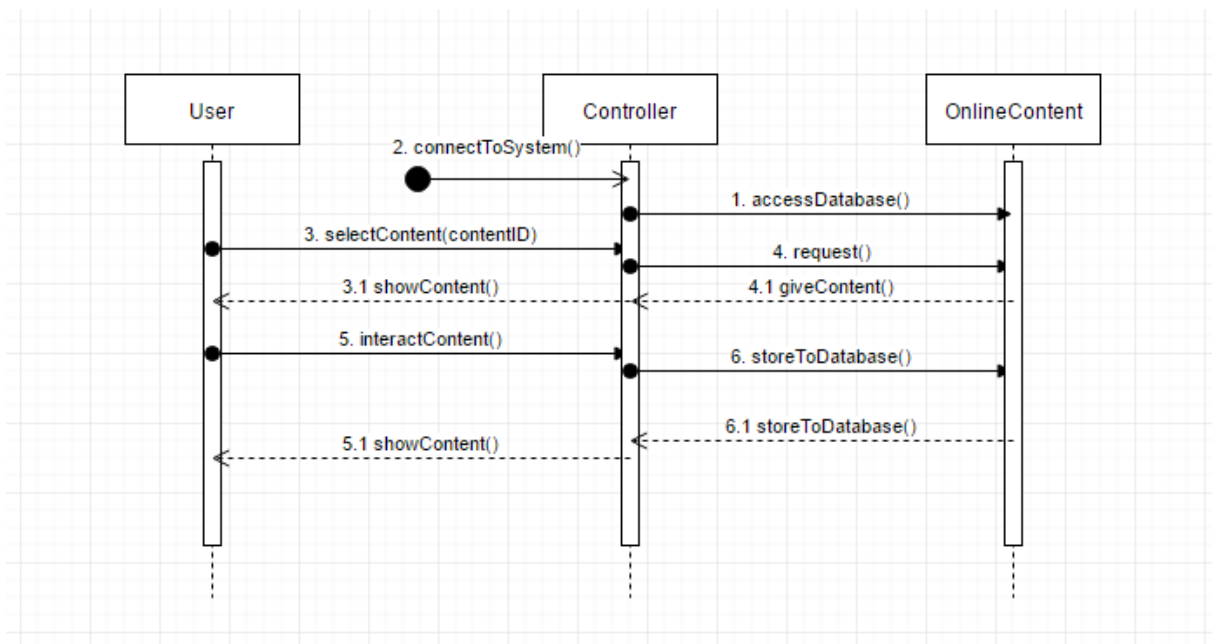 User
Controller
OnlineContent
2. connectToSystem()
1. accessDatabase()
3. selectContent(contentID)
4. request()
3.1 showContent()
4.1 giveContent()
5. interactContent()
6. storeToDatabase()
6.1 storeToDatabase()
5.1 showContent()